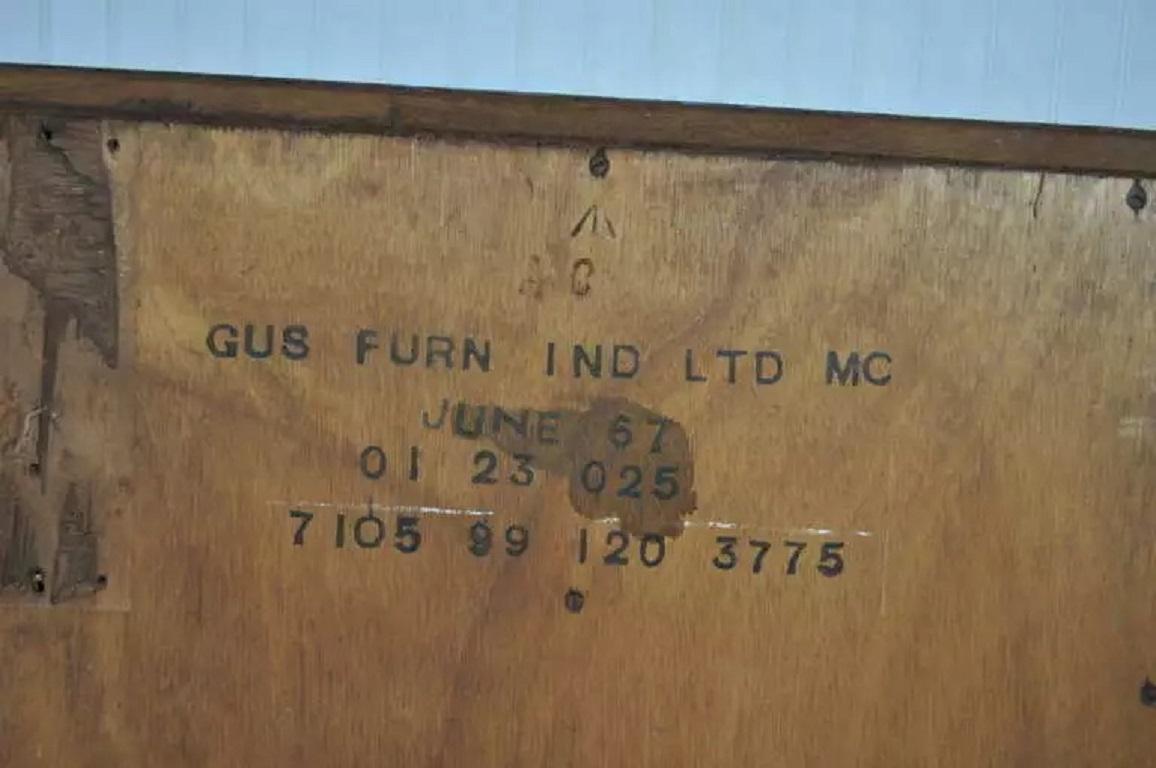 C
GUS FURN IND LTD MC
JUNE 67
01 23 025
7105 99 120 3775